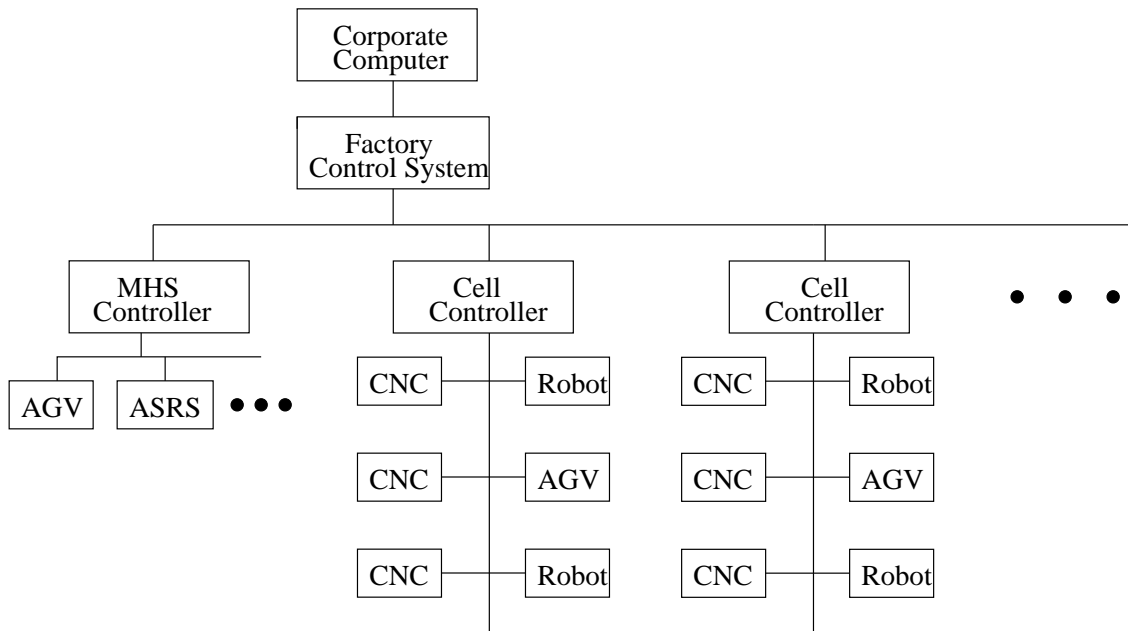 Corporate
Computer
Factory
Control System
MHS
Controller
Cell
Controller
Cell
Controller
AGV
ASRS
CNC
Robot
CNC
AGV
CNC
Robot
CNC
Robot
CNC
AGV
CNC
Robot